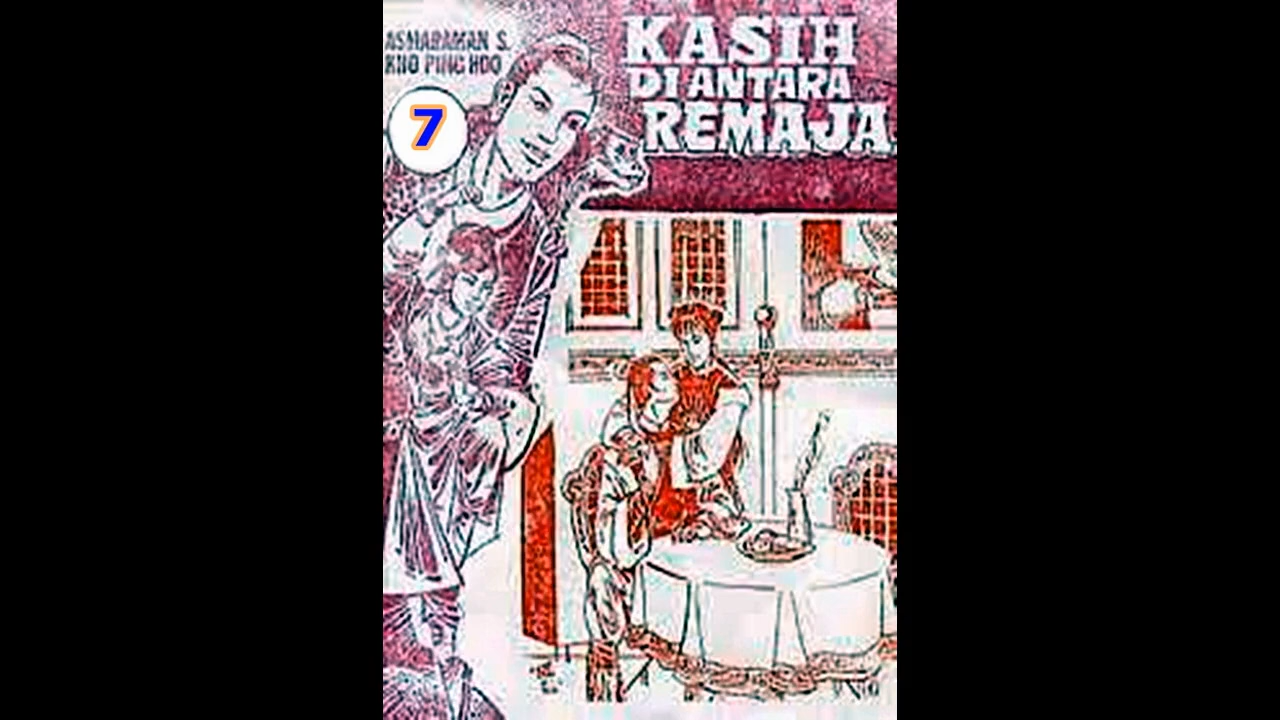 ASMARAMAN S.
KHO PING HOO
7
KASIH
DI ANTARA
REMAJA